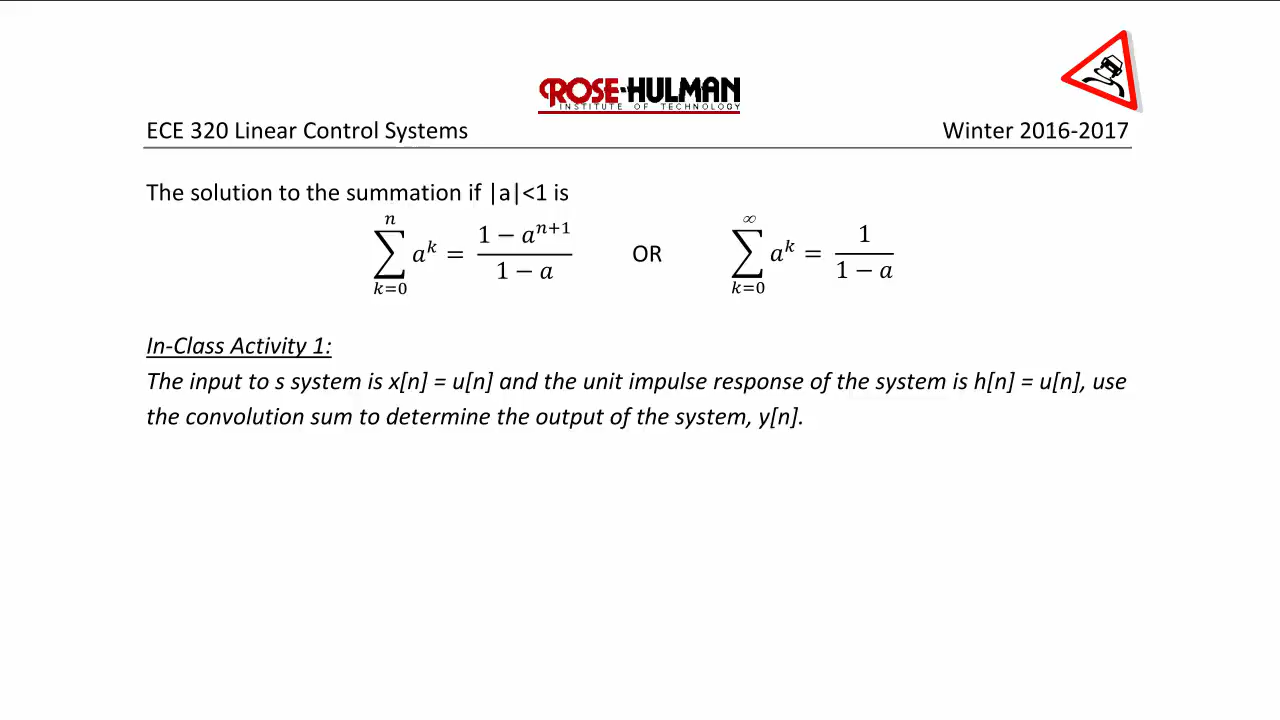 ROSE-HULMAN
INSTITUTE OF TECHNOLOGY
ECE 320 Linear Control Systems Winter 2016-2017
The solution to the summation if |a|<1 is
∑_{k=0}^{n} a^k = (1 − a^{n+1})/(1 − a) OR ∑_{k=0}^{∞} a^k = 1/(1 − a)
In-Class Activity 1:
The input to s system is x[n] = u[n] and the unit impulse response of the system is h[n] = u[n], use
the convolution sum to determine the output of the system, y[n].